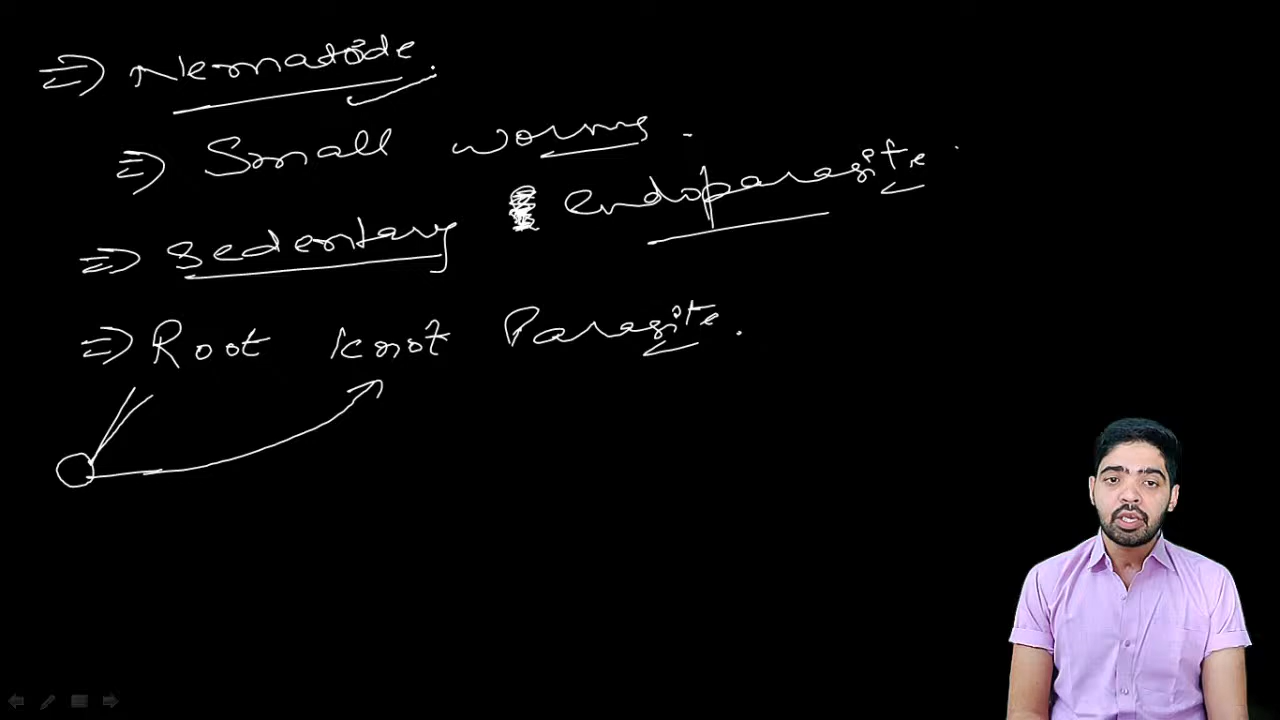 ⇒ Nematode.
⇒ Small worms.
⇒ Sedentary endoparasite.
⇒ Root knot Parasite.